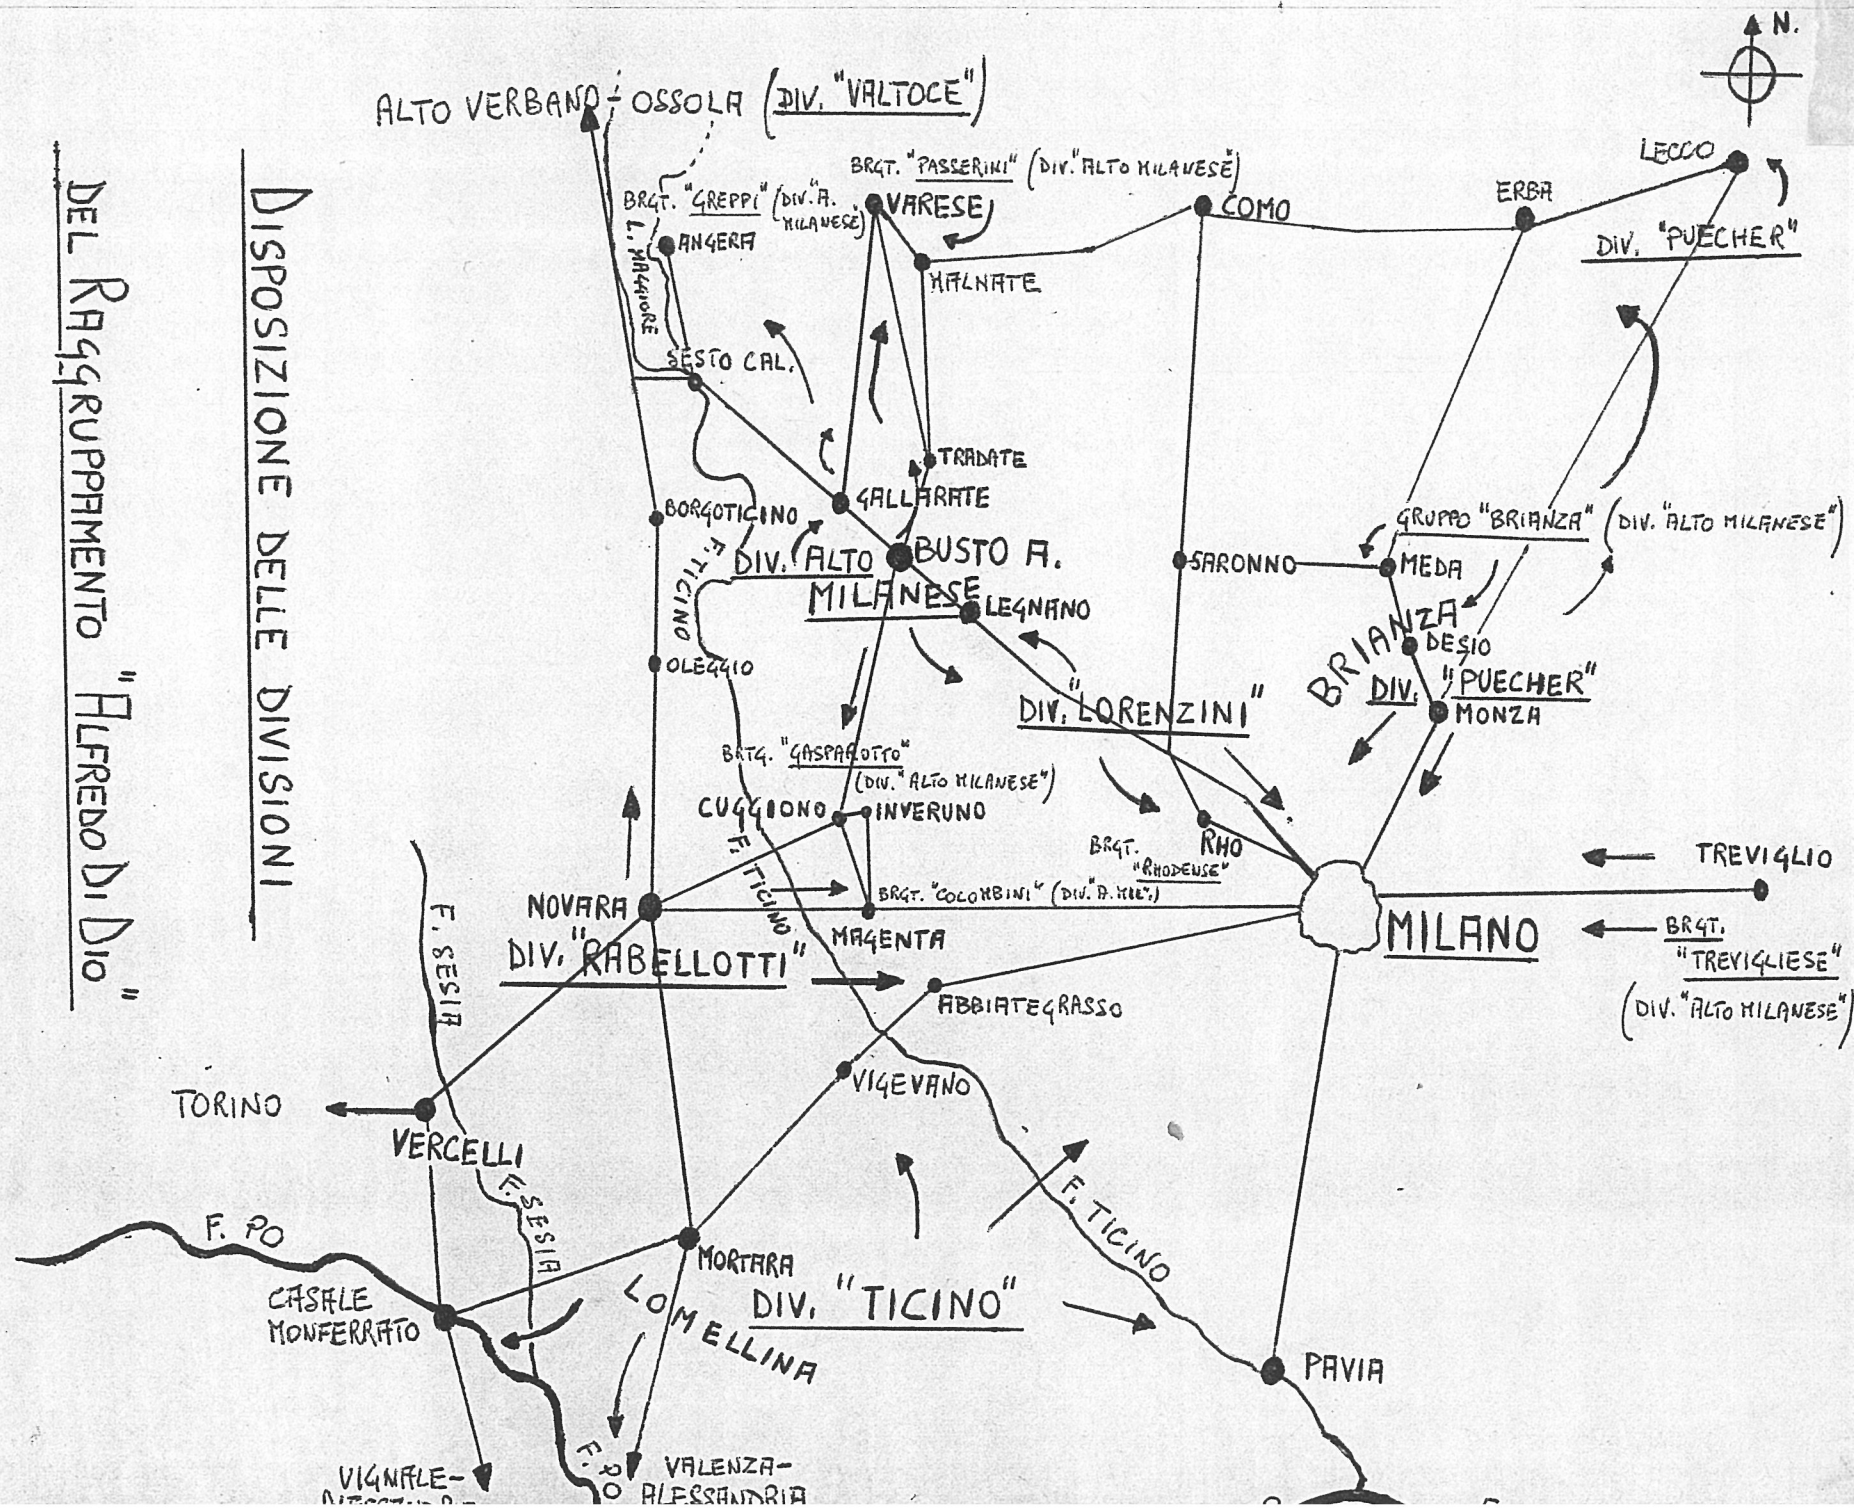 DISPOSIZIONE DELLE DIVISIONI
DEL RAGGRUPPAMENTO "ALFREDO DI DIO"
N.
ALTO VERBANO - OSSOLA (DIV. "VALTOCE")
LECCO
BRGT. "PASSERINI" (DIV. "ALTO MILANESE")
ERBA
BRGT. "GREPPI" (DIV. "A.
MILANESE)
VARESE
COMO
ANGERA
DIV. "PUECHER"
L. MAGGIORE
MALNATE
SESTO CAL.
TRADATE
GALLARATE
BORGOTICINO
GRUPPO "BRIANZA" (DIV. "ALTO MILANESE")
F. TICINO
DIV. ALTO
MILANESE
BUSTO A.
SARONNO
MEDA
LEGNANO
BRIANZA
DESIO
OLEGGIO
DIV. "PUECHER"
DIV. "LORENZINI"
MONZA
BRTG. "GASPAROTTO"
(DIV. "ALTO MILANESE")
CUGGIONO
INVERUNO
F. TICINO
RHO
BRGT.
"RHODENSE"
TREVIGLIO
NOVARA
BRGT. "COLOMBINI" (DIV. "A. MIL".)
MAGENTA
MILANO
BRGT.
"TREVIGLIESE"
(DIV. "ALTO MILANESE")
DIV. "RABELLOTTI"
F. SESIA
ABBIATEGRASSO
VIGEVANO
TORINO
VERCELLI
F. SESIA
F. TICINO
F. PO
MORTARA
CASALE
MONFERRATO
LOMELLINA
DIV. "TICINO"
PAVIA
F. PO
VIGNALE-
VALENZA-
ALESSANDRIA